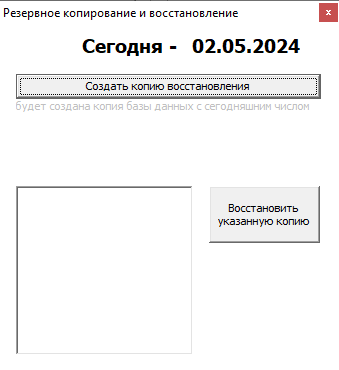 Резервное копирование и восстановление
x
Сегодня - 02.05.2024
Создать копию восстановления
будет создана копия базы данных с сегодняшним числом
Восстановить
указанную копию